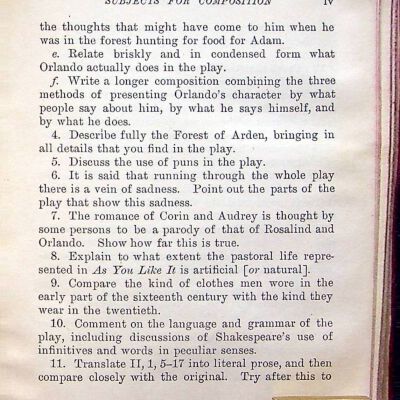 SUBJECTS FOR COMPOSITION iv
the thoughts that might have come to him when he
was in the forest hunting for food for Adam.
e. Relate briskly and in condensed form what
Orlando actually does in the play.
f. Write a longer composition combining the three
methods of presenting Orlando's character by what
people say about him, by what he says himself, and
by what he does.
4. Describe fully the Forest of Arden, bringing in
all details that you find in the play.
5. Discuss the use of puns in the play.
6. It is said that running through the whole play
there is a vein of sadness. Point out the parts of
the play that show this sadness.
7. The romance of Corin and Audrey is thought by
some persons to be a parody of that of Rosalind and
Orlando. Show how far this is true.
8. Explain to what extent the pastoral life repre-
sented in As You Like It is artificial [or natural].
9. Compare the kind of clothes men wore in the
early part of the sixteenth century with the kind they
wear in the twentieth.
10. Comment on the language and grammar of the
play, including discussions of Shakespeare's use of
infinitives and words in peculiar senses.
11. Translate II, 1, 5–17 into literal prose, and then
compare closely with the original. Try after this to